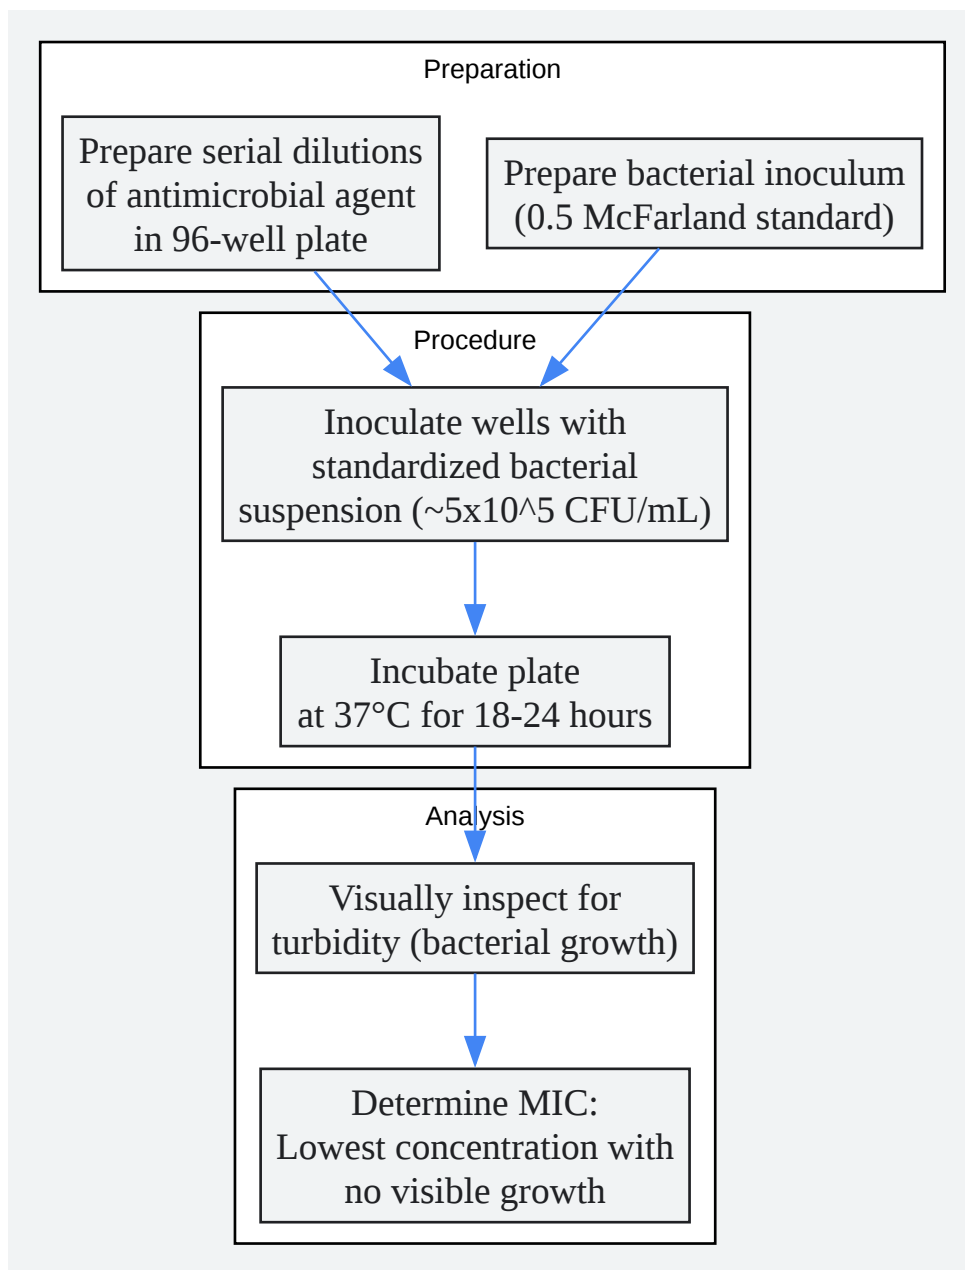 Preparation
Prepare serial dilutions
of antimicrobial agent
in 96-well plate
Prepare bacterial inoculum
(0.5 McFarland standard)
Procedure
Inoculate wells with
standardized bacterial
suspension (~5x10^5 CFU/mL)
Incubate plate
at 37°C for 18-24 hours
Analysis
Visually inspect for
turbidity (bacterial growth)
Determine MIC:
Lowest concentration with
no visible growth